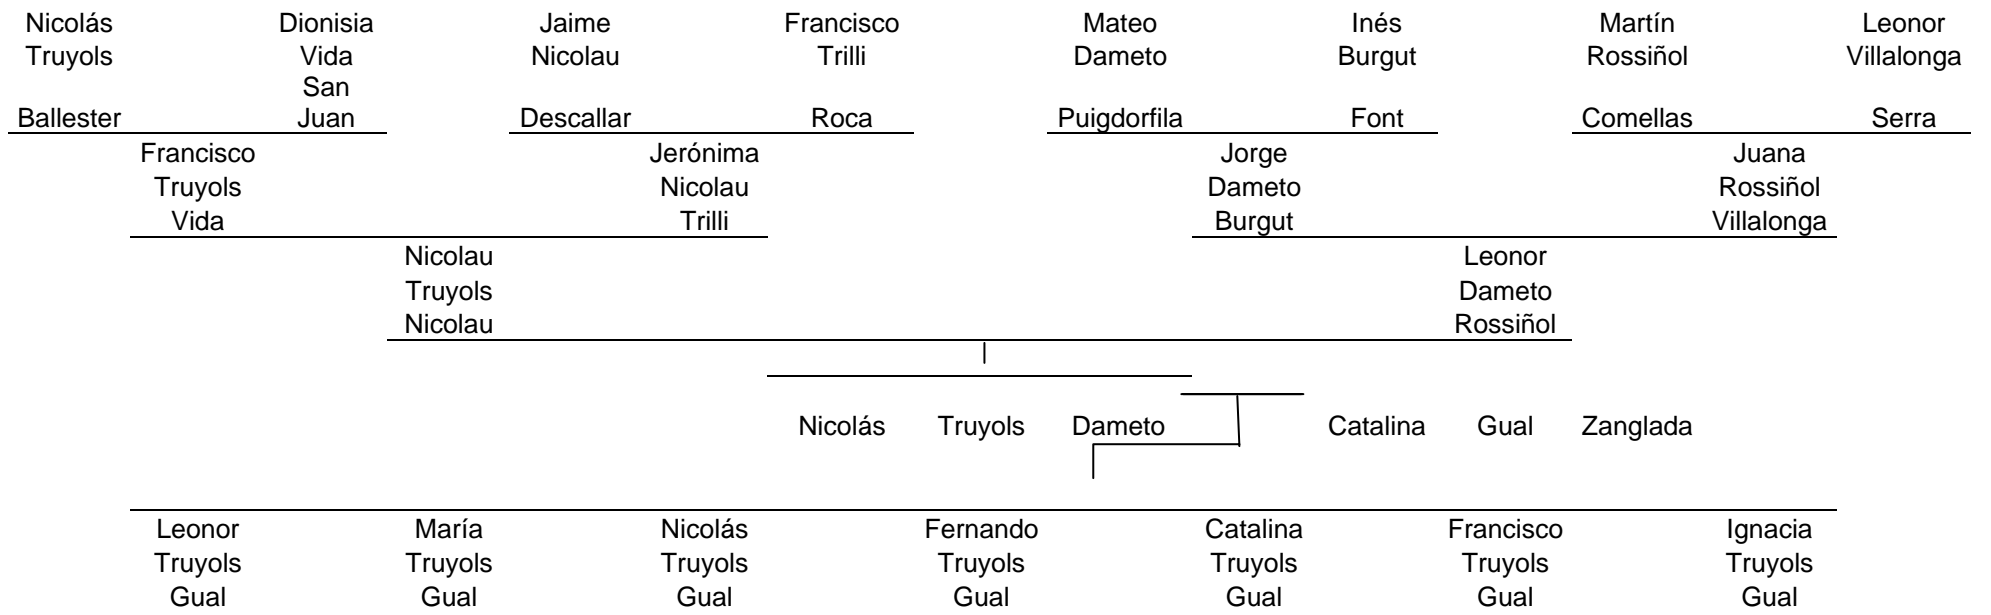 Nicolás Dionisia Jaime Francisco Mateo Inés Martín Leonor
Truyols Vida Nicolau Trilli Dameto Burgut Rossiñol Villalonga
San
Ballester Juan Descallar Roca Puigdorfila Font Comellas Serra
Francisco Jerónima Jorge Juana
Truyols Nicolau Dameto Rossiñol
Vida Trilli Burgut Villalonga
Nicolau Leonor
Truyols Dameto
Nicolau Rossiñol
Nicolás Truyols Dameto Catalina Gual Zanglada
Leonor María Nicolás Fernando Catalina Francisco Ignacia
Truyols Truyols Truyols Truyols Truyols Truyols Truyols
Gual Gual Gual Gual Gual Gual Gual